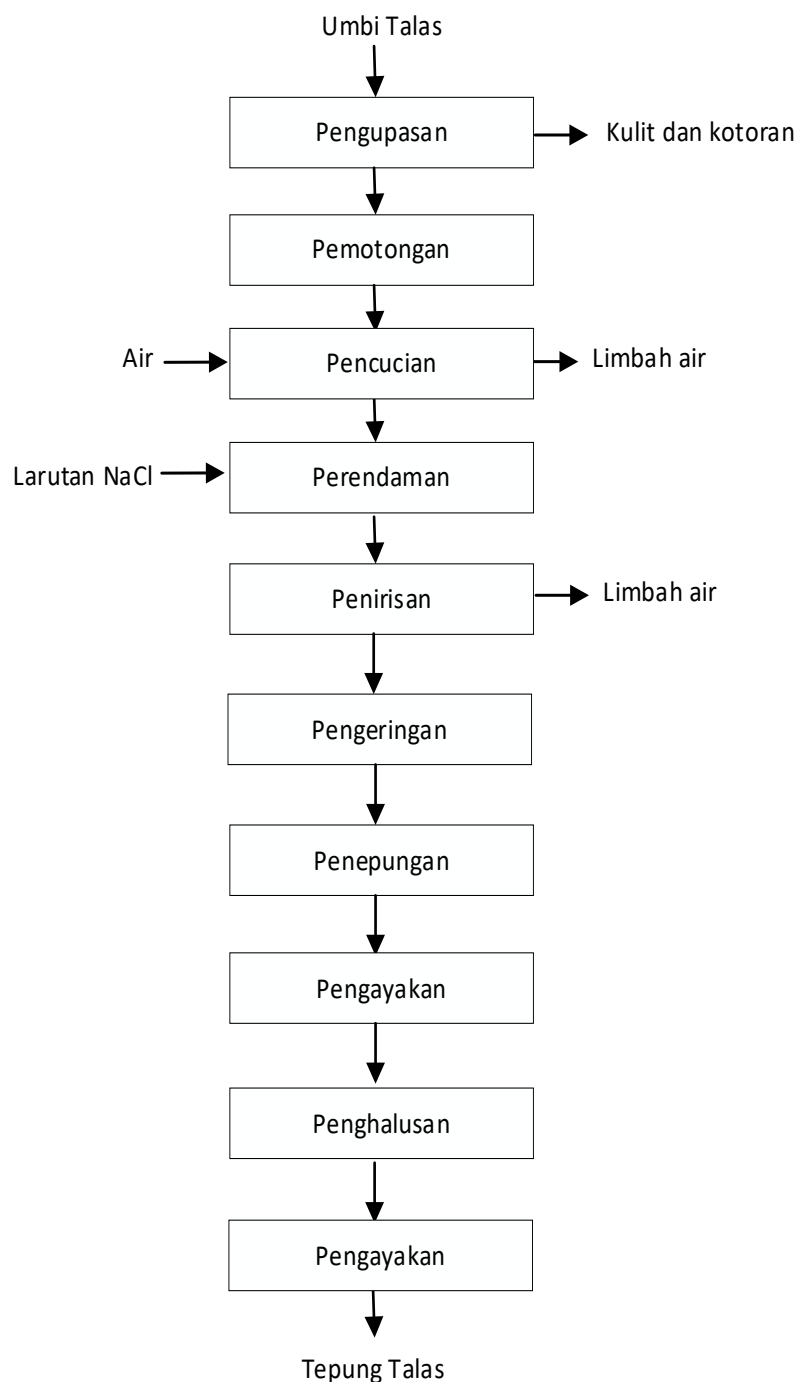 Umbi Talas
Pengupasan
Kulit dan kotoran
Pemotongan
Air
Pencucian
Limbah air
Larutan NaCl
Perendaman
Penirisan
Limbah air
Pengeringan
Penepungan
Pengayakan
Penghalusan
Pengayakan
Tepung Talas